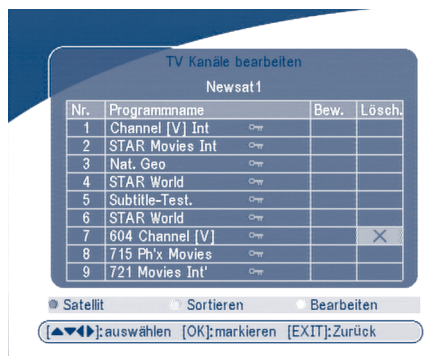 TV Kanäle bearbeiten
Newsat1
Nr. Programmname Bew. Lösch.
1 Channel [V] Int
2 STAR Movies Int
3 Nat. Geo
4 STAR World
5 Subtitle-Test.
6 STAR World
7 604 Channel [V]
8 715 Ph'x Movies
9 721 Movies Int'
Satellit Sortieren Bearbeiten
[▲▼◀▶]:auswählen [OK]:markieren [EXIT]:Zurück